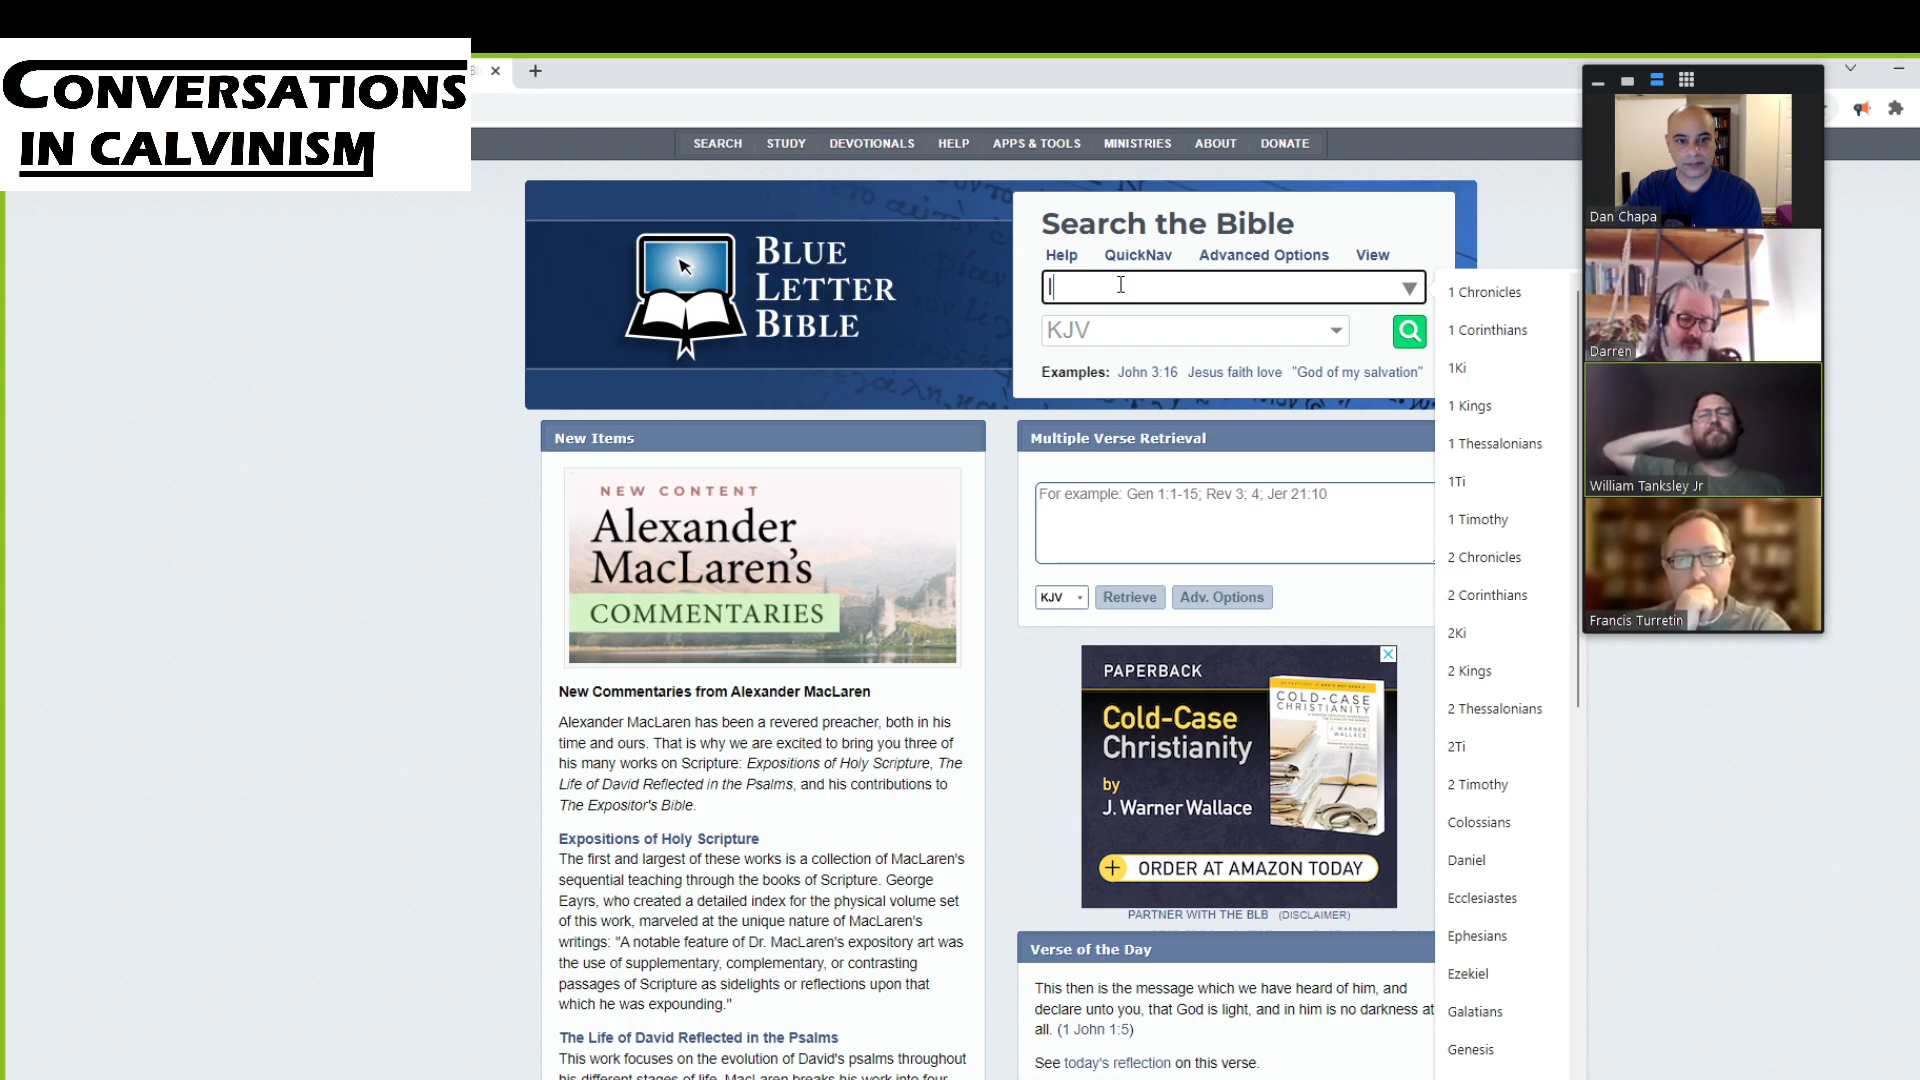 CONVERSATIONS
IN CALVINISM
SEARCH STUDY DEVOTIONALS HELP APPS & TOOLS MINISTRIES ABOUT DONATE
BLUE
LETTER
BIBLE
Search the Bible
Help QuickNav Advanced Options View
I
KJV
Examples: John 3:16 Jesus faith love "God of my salvation"
New Items
NEW CONTENT
Alexander
MacLaren's
COMMENTARIES
New Commentaries from Alexander MacLaren
Alexander MacLaren has been a revered preacher, both in his
time and ours. That is why we are excited to bring you three of
his many works on Scripture: Expositions of Holy Scripture, The
Life of David Reflected in the Psalms, and his contributions to
The Expositor's Bible.
Expositions of Holy Scripture
The first and largest of these works is a collection of MacLaren's
sequential teaching through the books of Scripture. George
Eayrs, who created a detailed index for the physical volume set
of this work, marveled at the unique nature of MacLaren's
writings: "A notable feature of Dr. MacLaren's expository art was
the use of supplementary, complementary, or contrasting
passages of Scripture as sidelights or reflections upon that
which he was expounding."
The Life of David Reflected in the Psalms
This work focuses on the evolution of David's psalms throughout
his different stages of life. MacLaren breaks his work into four
Multiple Verse Retrieval
For example: Gen 1:1-15; Rev 3; 4; Jer 21:10
KJV Retrieve Adv. Options
PAPERBACK
Cold-Case
Christianity
by
J. Warner Wallace
COLD-CASE
CHRISTIANITY
J. WARNER
WALLACE
ORDER AT AMAZON TODAY
PARTNER WITH THE BLB (DISCLAIMER)
Verse of the Day
This then is the message which we have heard of him, and
declare unto you, that God is light, and in him is no darkness at
all. (1 John 1:5)
See today's reflection on this verse.
1 Chronicles
1 Corinthians
1Ki
1 Kings
1 Thessalonians
1Ti
1 Timothy
2 Chronicles
2 Corinthians
2Ki
2 Kings
2 Thessalonians
2Ti
2 Timothy
Colossians
Daniel
Ecclesiastes
Ephesians
Ezekiel
Galatians
Genesis
Dan Chapa
Darren
William Tanksley Jr
Francis Turretin